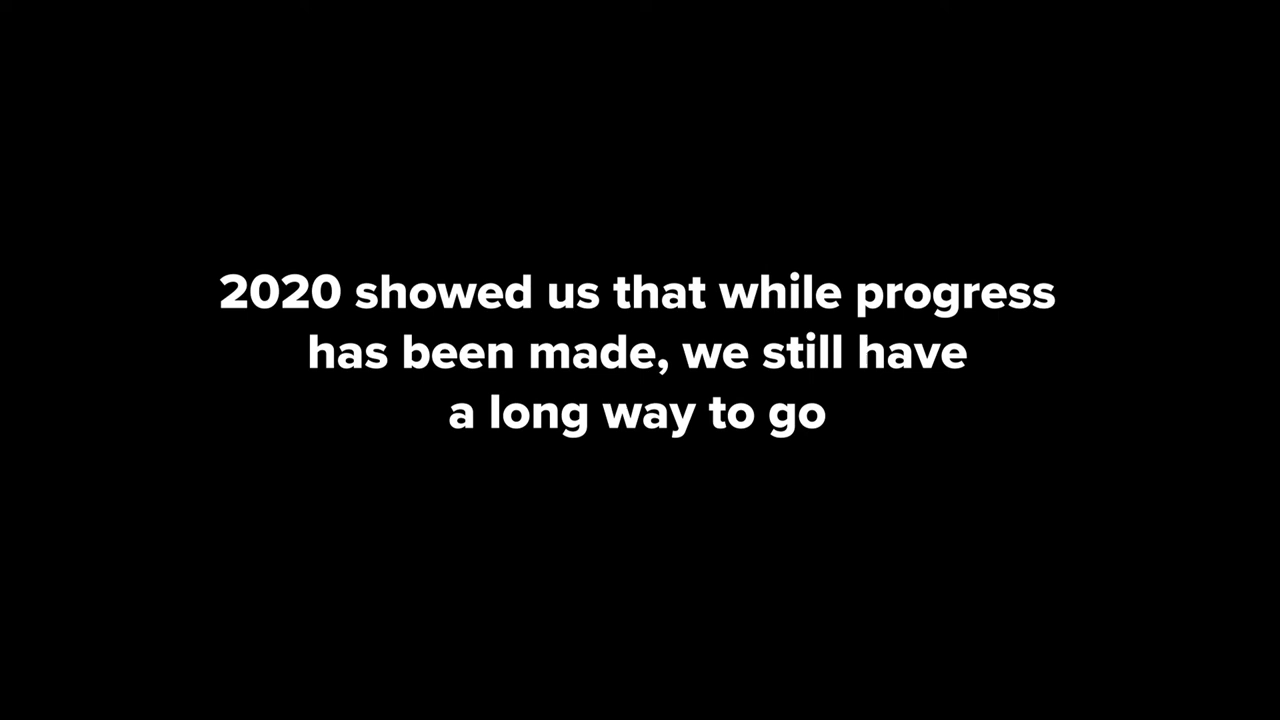 2020 showed us that while progress
has been made, we still have
a long way to go